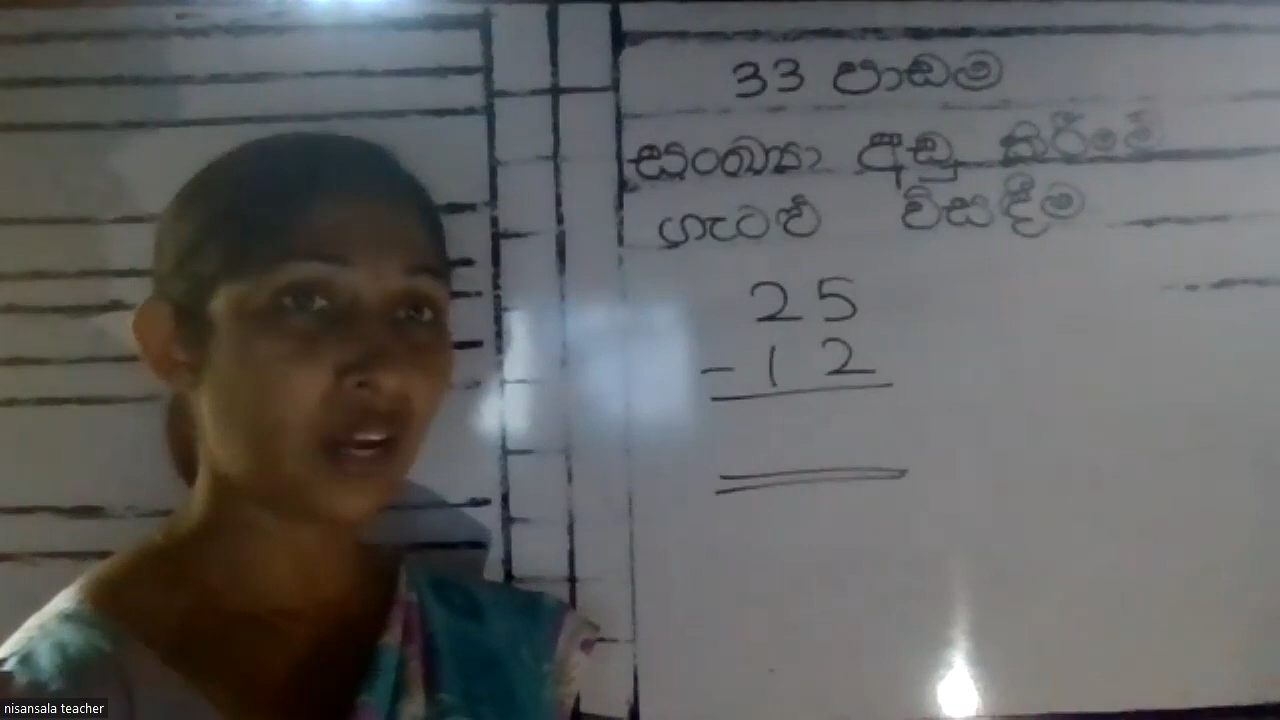 33 පාඩම
සංඛ්‍යා අඩු කිරීමේ
ගැටළු විසඳීම
25
- 12
nisansala teacher